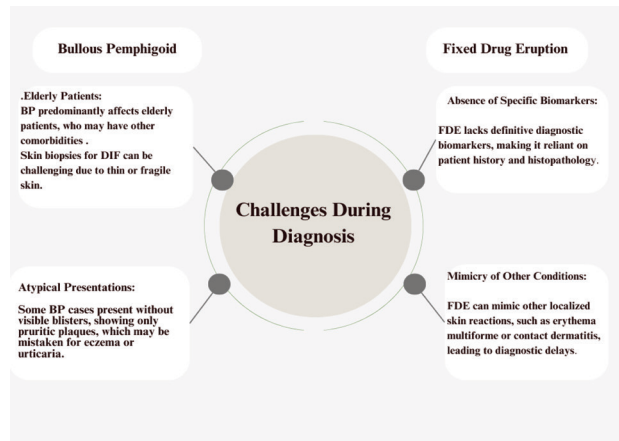 Bullous Pemphigoid
Fixed Drug Eruption
.Elderly Patients:
BP predominantly affects elderly
patients, who may have other
comorbidities .
Skin biopsies for DIF can be
challenging due to thin or fragile
skin.
Absence of Specific Biomarkers:
FDE lacks definitive diagnostic
biomarkers, making it reliant on
patient history and histopathology.
Challenges During
Diagnosis
Atypical Presentations:
Some BP cases present without
visible blisters, showing only
pruritic plaques, which may be
mistaken for eczema or
urticaria.
Mimicry of Other Conditions:
FDE can mimic other localized
skin reactions, such as erythema
multiforme or contact dermatitis,
leading to diagnostic delays.